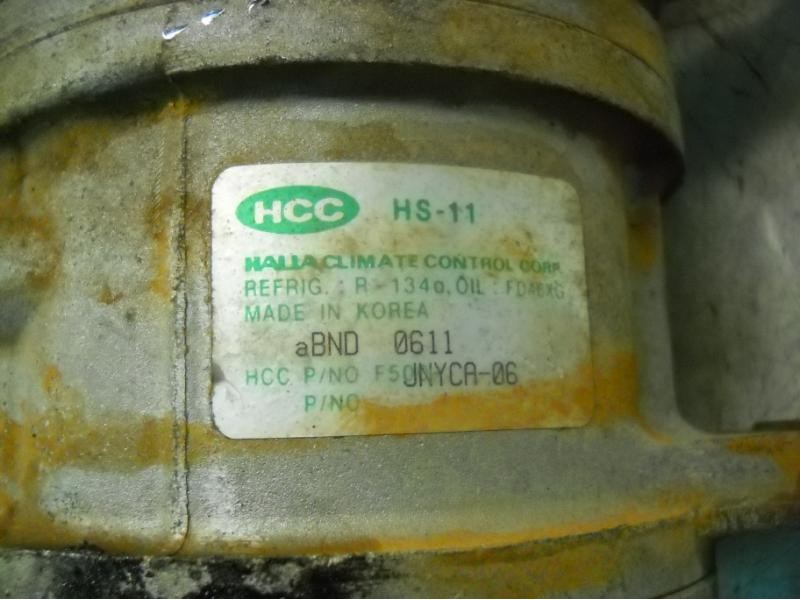 HCC HS-11
HALLA CLIMATE CONTROL CORP.
REFRIG. : R-134a, OIL : FD46XG
MADE IN KOREA
aBND 0611
HCC P/NO JNYCA-06
P/NO